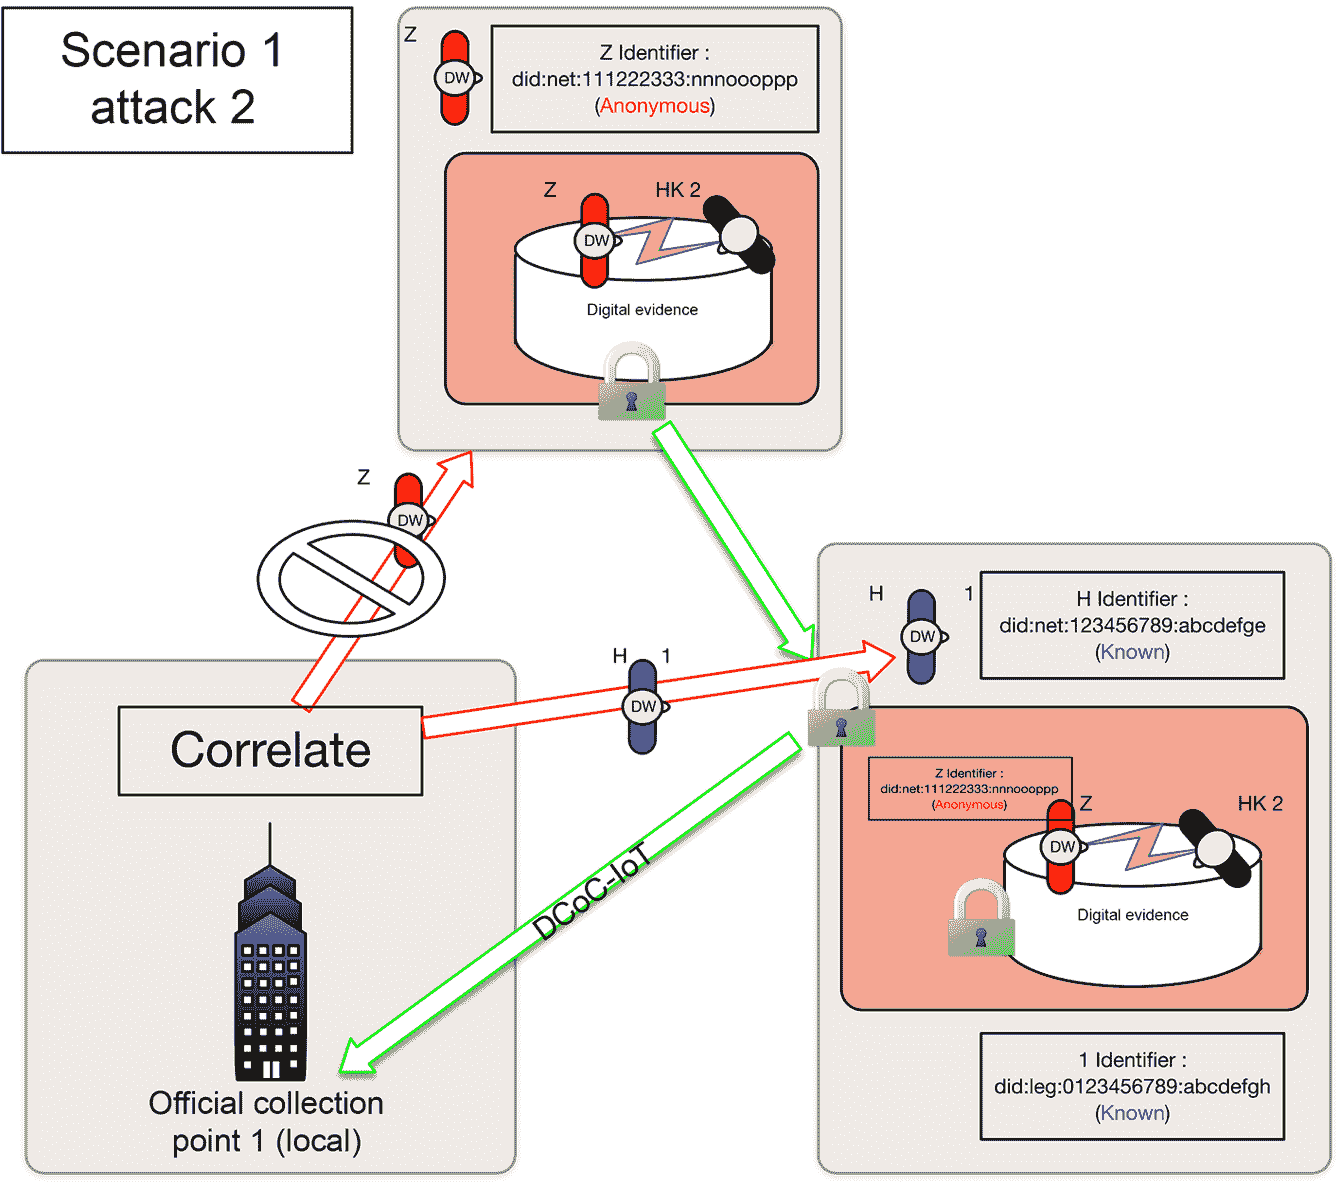 Scenario 1
attack 2
Z
DW
Z Identifier :
did:net:111222333:nnnoooppp
(Anonymous)
Z
HK 2
DW
Digital evidence
Z
DW
H
1
DW
H Identifier :
did:net:123456789:abcdefge
(Known)
H
1
DW
Correlate
Z Identifier :
did:net:111222333:nnnoooppp
(Anonymous)
Z
HK 2
DW
Digital evidence
DCoC-IoT
1 Identifier :
did:leg:0123456789:abcdefgh
(Known)
Official collection
point 1 (local)